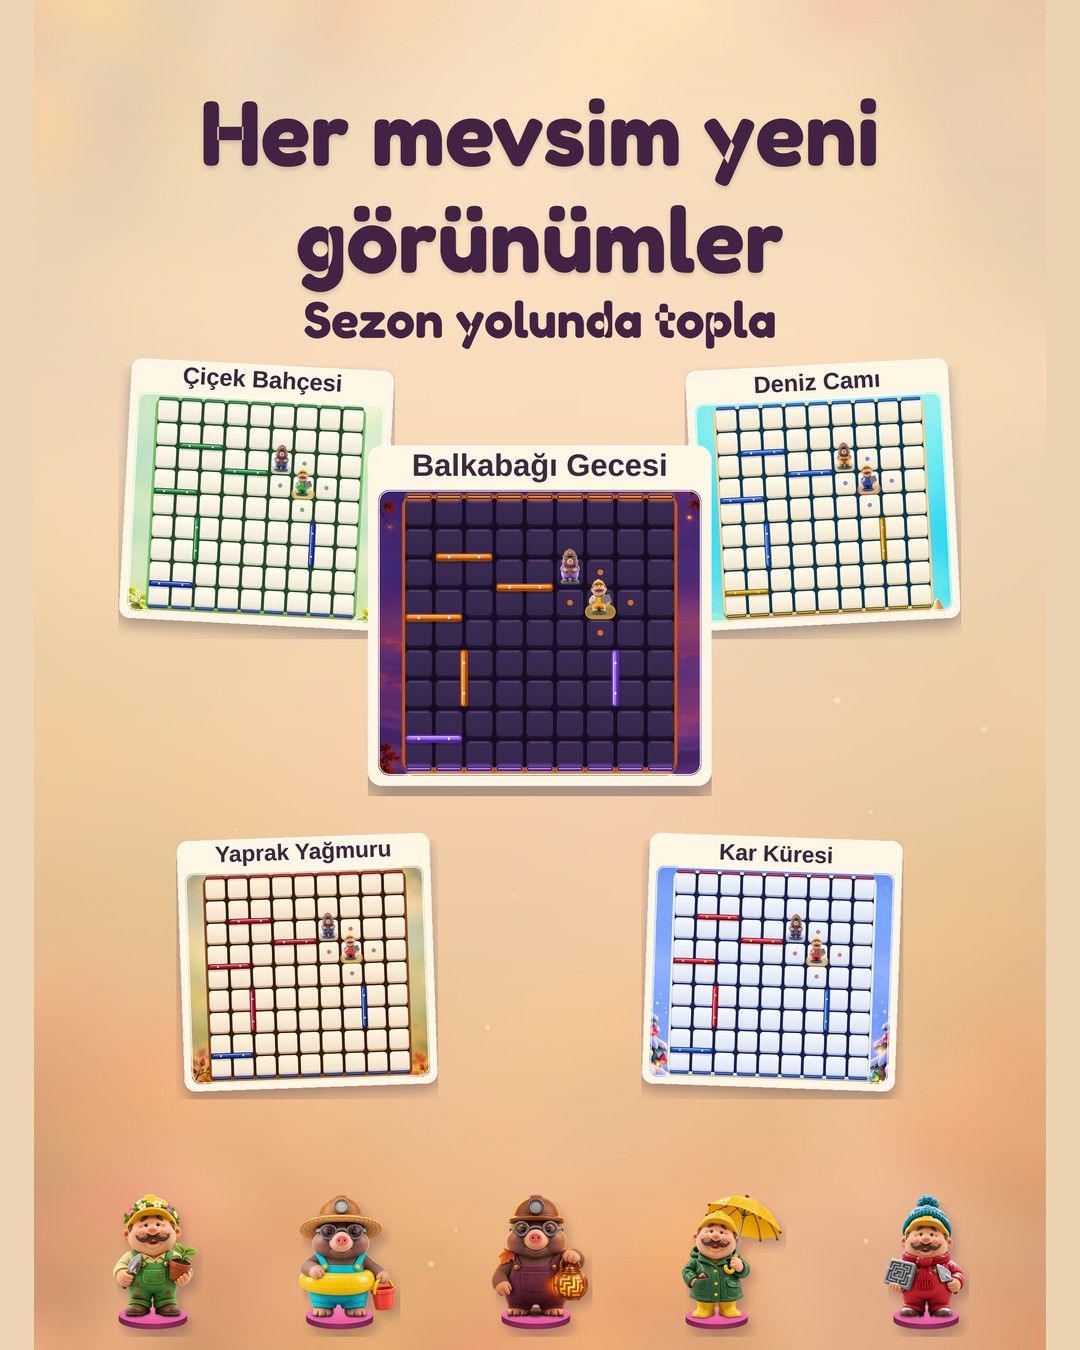 Her mevsim yeni
görünümler
Sezon yolunda topla
Çiçek Bahçesi
Deniz Camı
Balkabağı Gecesi
Yaprak Yağmuru
Kar Küresi